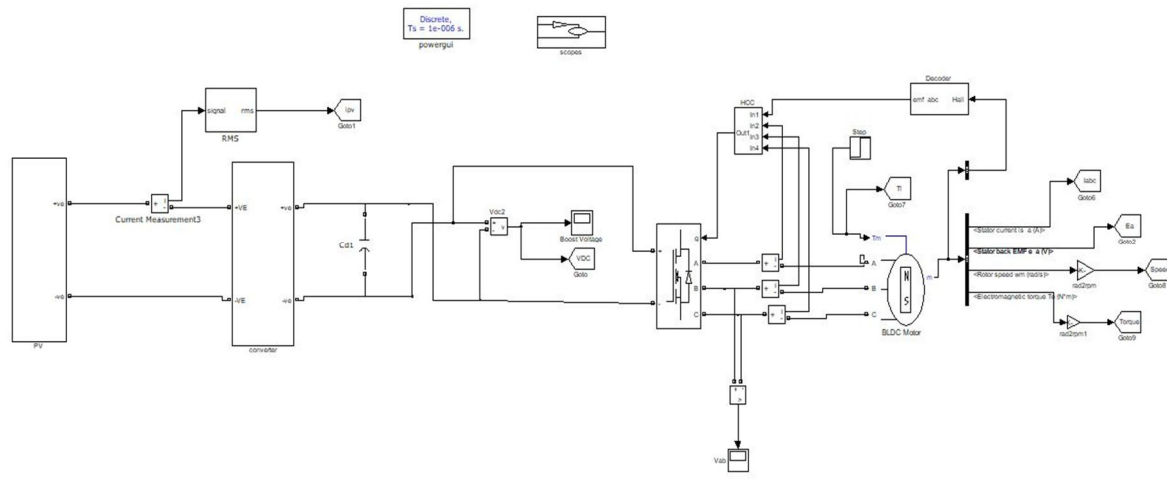 Discrete,
Ts = 1e-006 s.
powergui
scopes
signal rms
RMS
Ipv
Goto1
Decoder
emf_abc Hall
HCC
In1
In2
Out1
In3
In4
Step
Iabc
Goto6
Tl
Goto7
+ve
+ i -
Current Measurement3
+VE
+ve
Vdc2
+ - v
Boost Voltage
VDC
Goto
Cd1
-ve
-VE
-ve
PV
converter
g
+
-
A
B
C
+ i -
+ i -
+ i -
Tm
A
B
C
N
S
m
BLDC Motor
<Stator current is_a (A)>
<Stator back EMF e_a (V)>
Ea
Goto2
<Rotor speed wm (rad/s)>
rad2rpm
Speed
Goto8
<Electromagnetic torque Te (N*m)>
rad2rpm1
Torque
Goto9
Vab